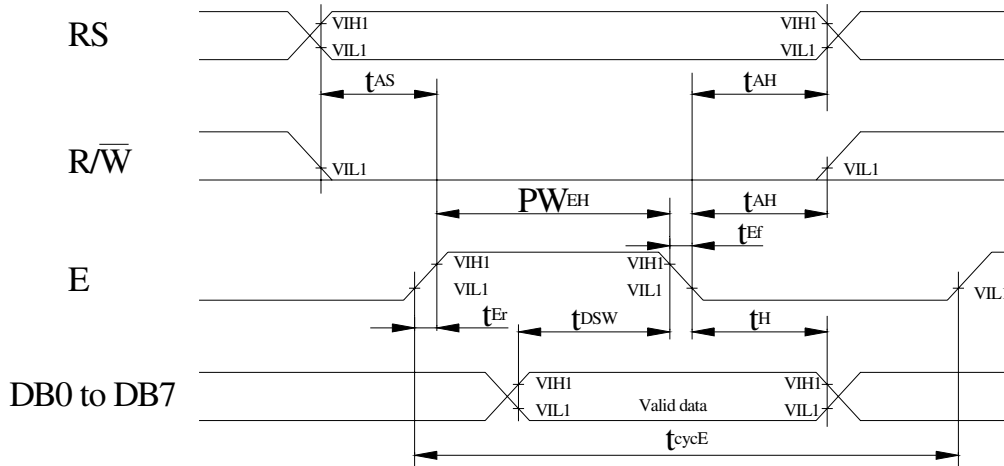 RS
VIH1
VIL1
VIH1
VIL1
tAS
tAH
R/W̅
VIL1
VIL1
PWEH
tAH
tEf
E
VIH1
VIL1
VIH1
VIL1
VIL1
tEr
tDSW
tH
DB0 to DB7
VIH1
VIL1
Valid data
VIH1
VIL1
tcycE